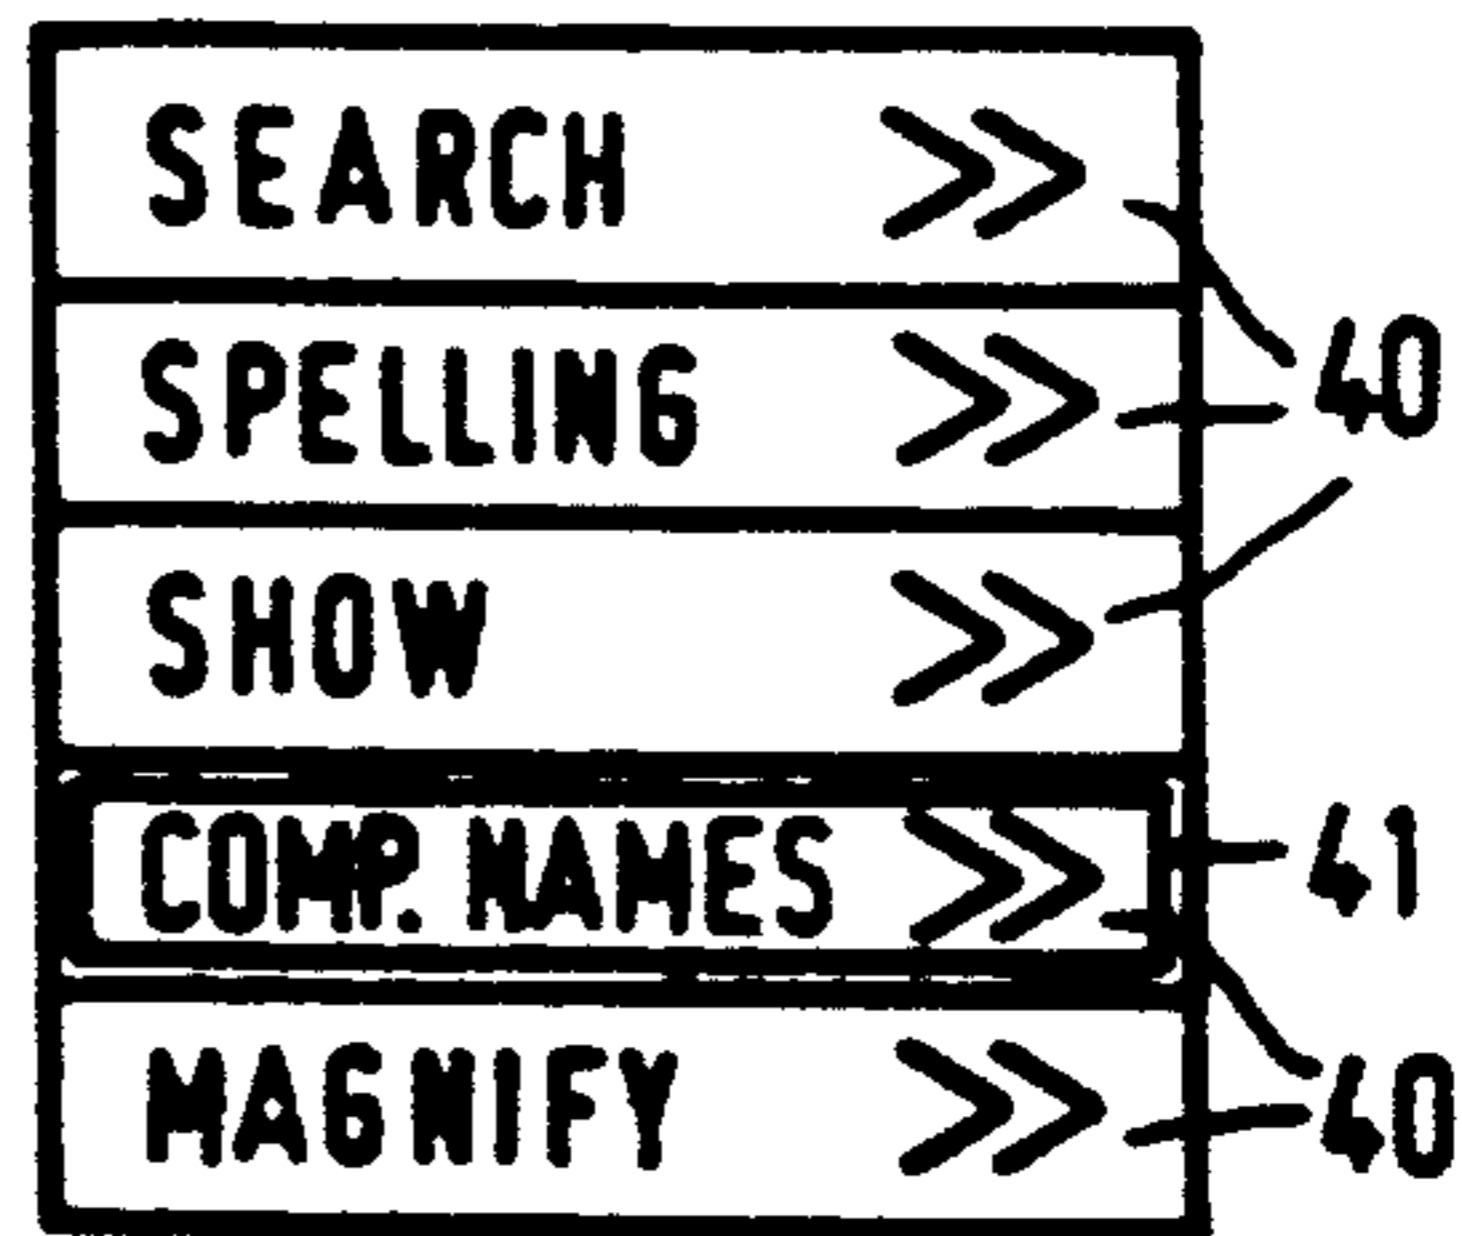 SEARCH >>
40
SPELLING >>
SHOW >>
COMP. NAMES >>
41
MAGNIFY >>
40